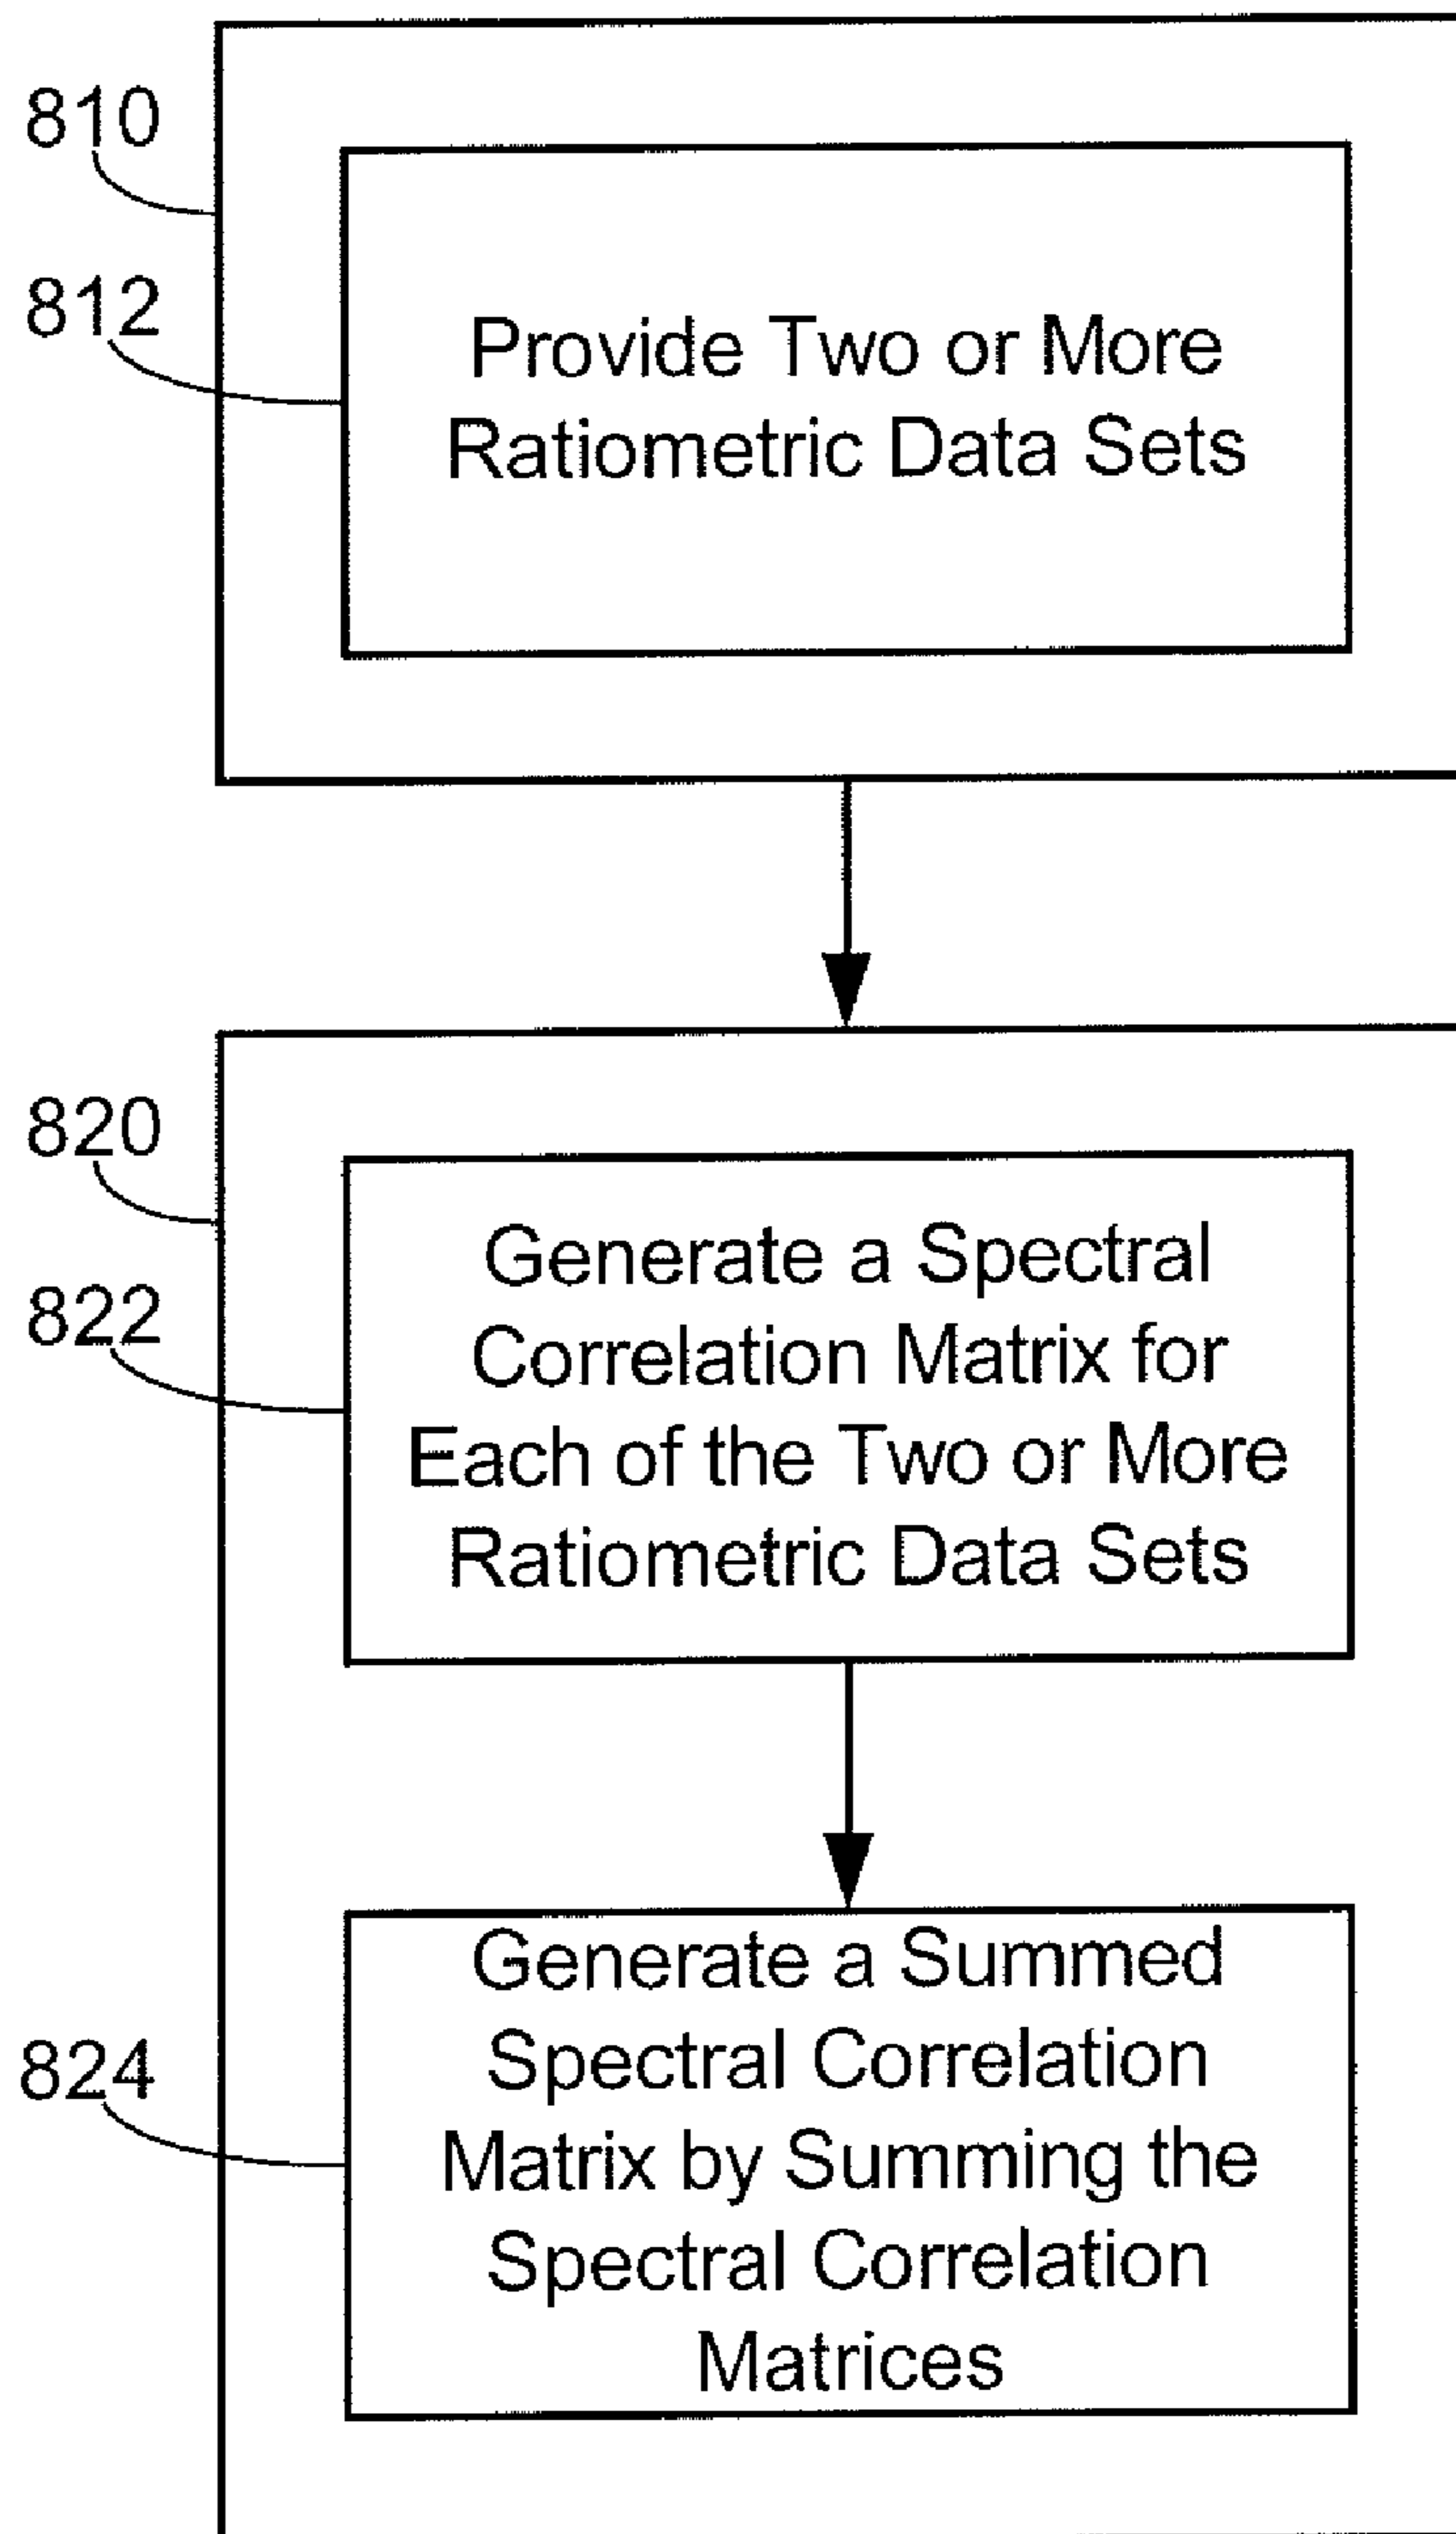 810
812
Provide Two or More
Ratiometric Data Sets
820
822
Generate a Spectral
Correlation Matrix for
Each of the Two or More
Ratiometric Data Sets
824
Generate a Summed
Spectral Correlation
Matrix by Summing the
Spectral Correlation
Matrices